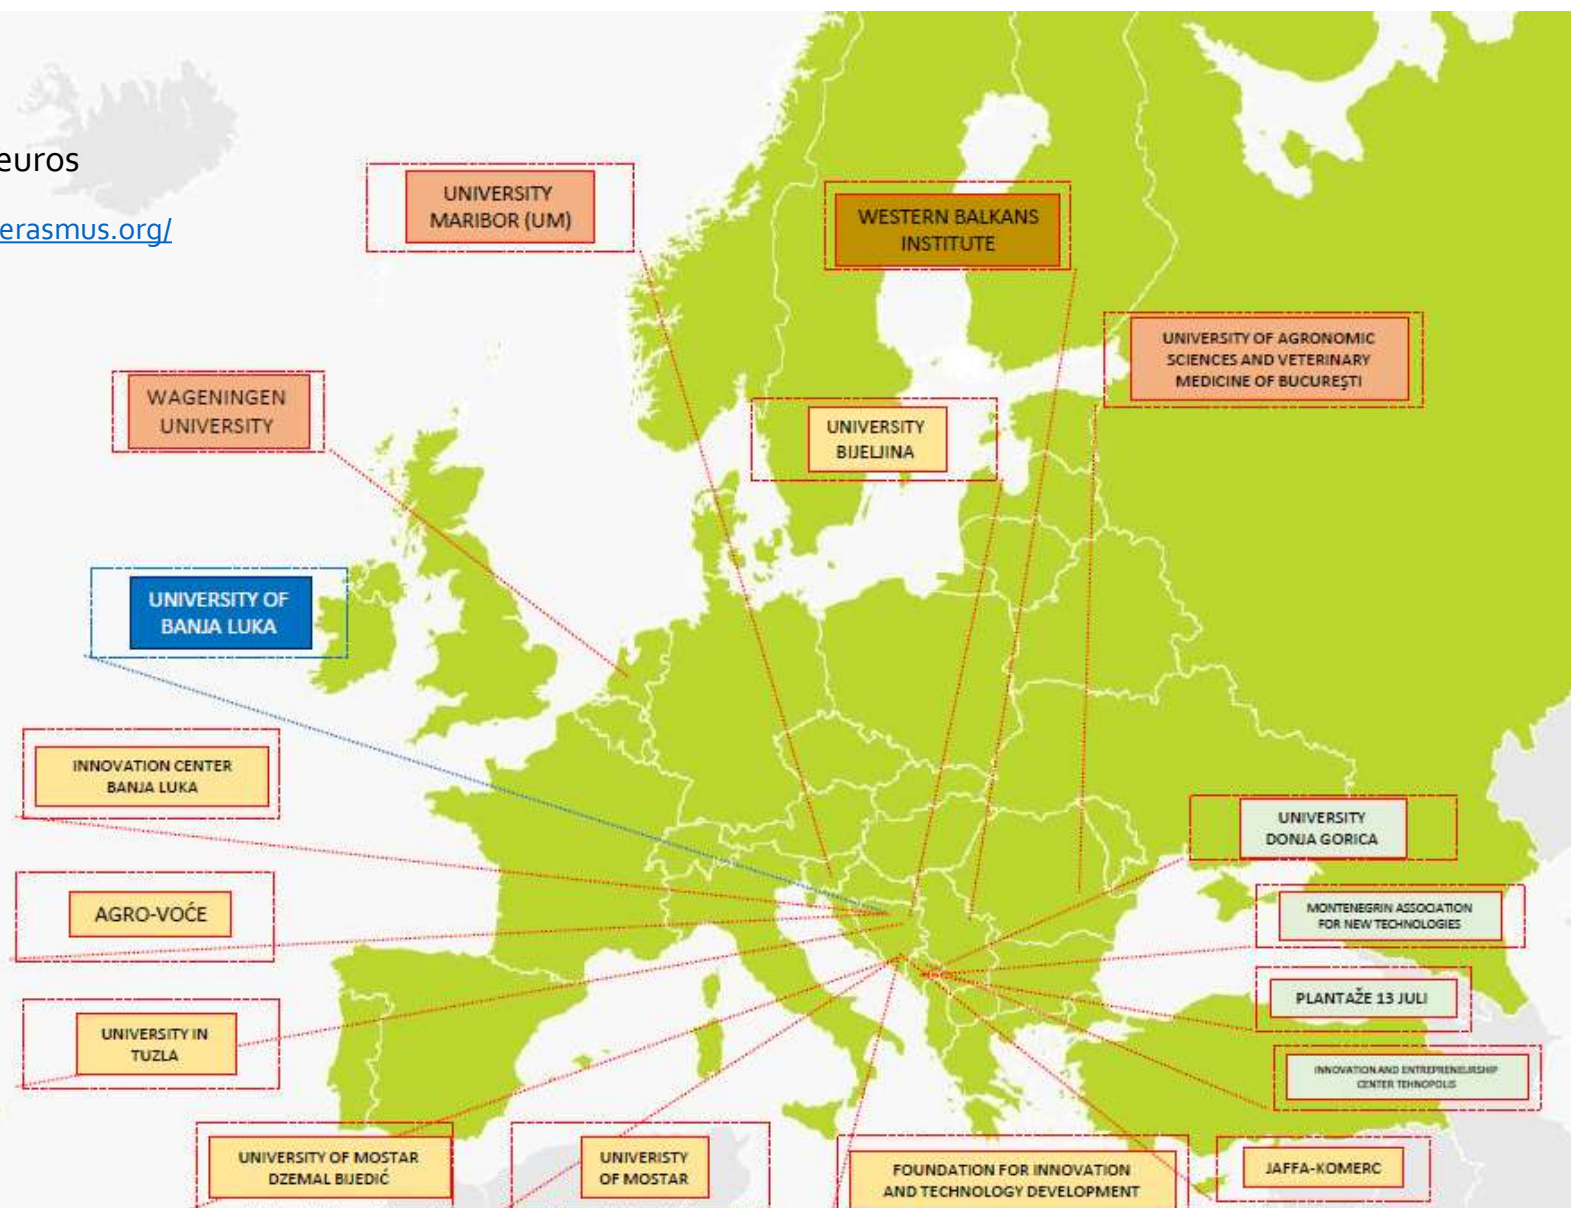 euros
erasmus.org/
UNIVERSITY
MARIBOR (UM)
WESTERN BALKANS
INSTITUTE
UNIVERSITY OF AGRONOMIC
SCIENCES AND VETERINARY
MEDICINE OF BUCUREŞTI
WAGENINGEN
UNIVERSITY
UNIVERSITY
BIJELJINA
UNIVERSITY OF
BANJA LUKA
INNOVATION CENTER
BANJA LUKA
UNIVERSITY
DONJA GORICA
AGRO-VOĆE
MONTENEGRIN ASSOCIATION
FOR NEW TECHNOLOGIES
PLANTAŽE 13 JULI
UNIVERSITY IN
TUZLA
INNOVATION AND ENTREPRENEURSHIP
CENTER TEHNOPOLIS
UNIVERSITY OF MOSTAR
DZEMAL BIJEDIĆ
UNIVERISTY
OF MOSTAR
FOUNDATION FOR INNOVATION
AND TECHNOLOGY DEVELOPMENT
JAFFA-KOMERC